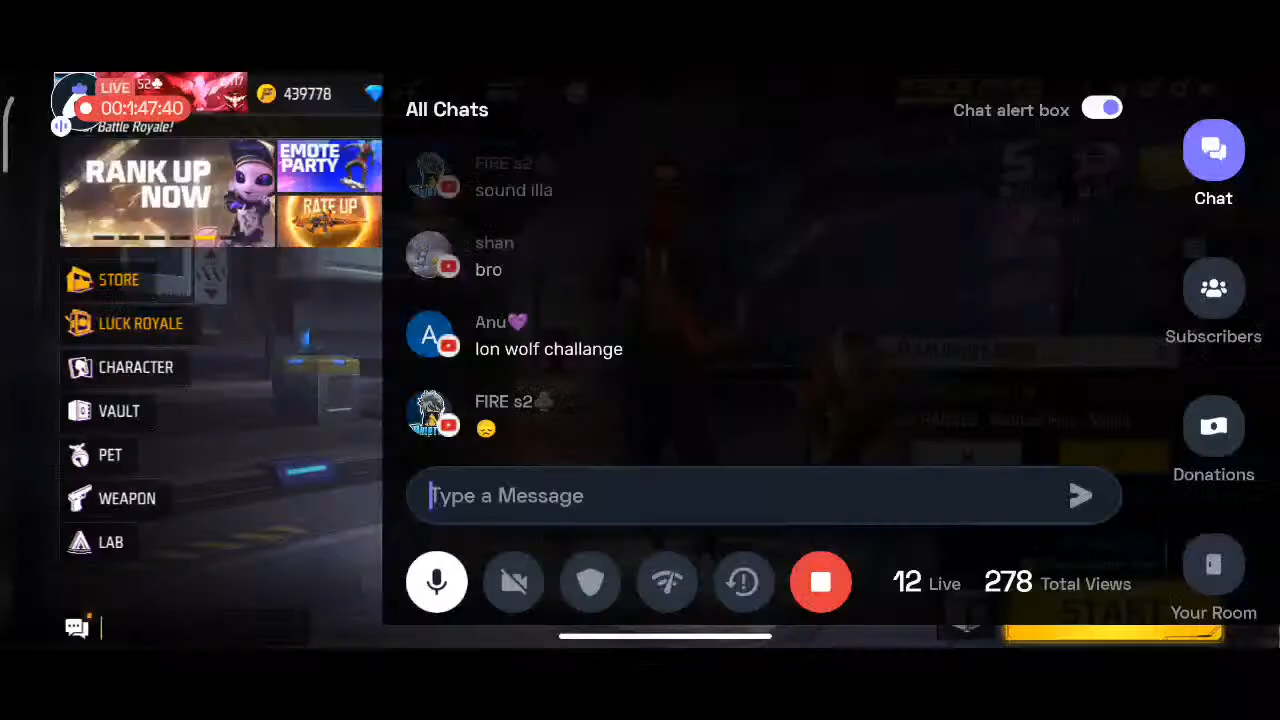 LIVE
S2
00:1:47:40
439778
Battle Royale!
RANK UP
NOW
EMOTE
PARTY
RATE UP
STORE
LUCK ROYALE
CHARACTER
VAULT
PET
WEAPON
LAB
All Chats
Chat alert box
FIRE s2♣
sound illa
shan
bro
A
Anu💜
lon wolf challange
FIRE s2♣
😞
Type a Message
12 Live 278 Total Views
Chat
Subscribers
Donations
Your Room
START